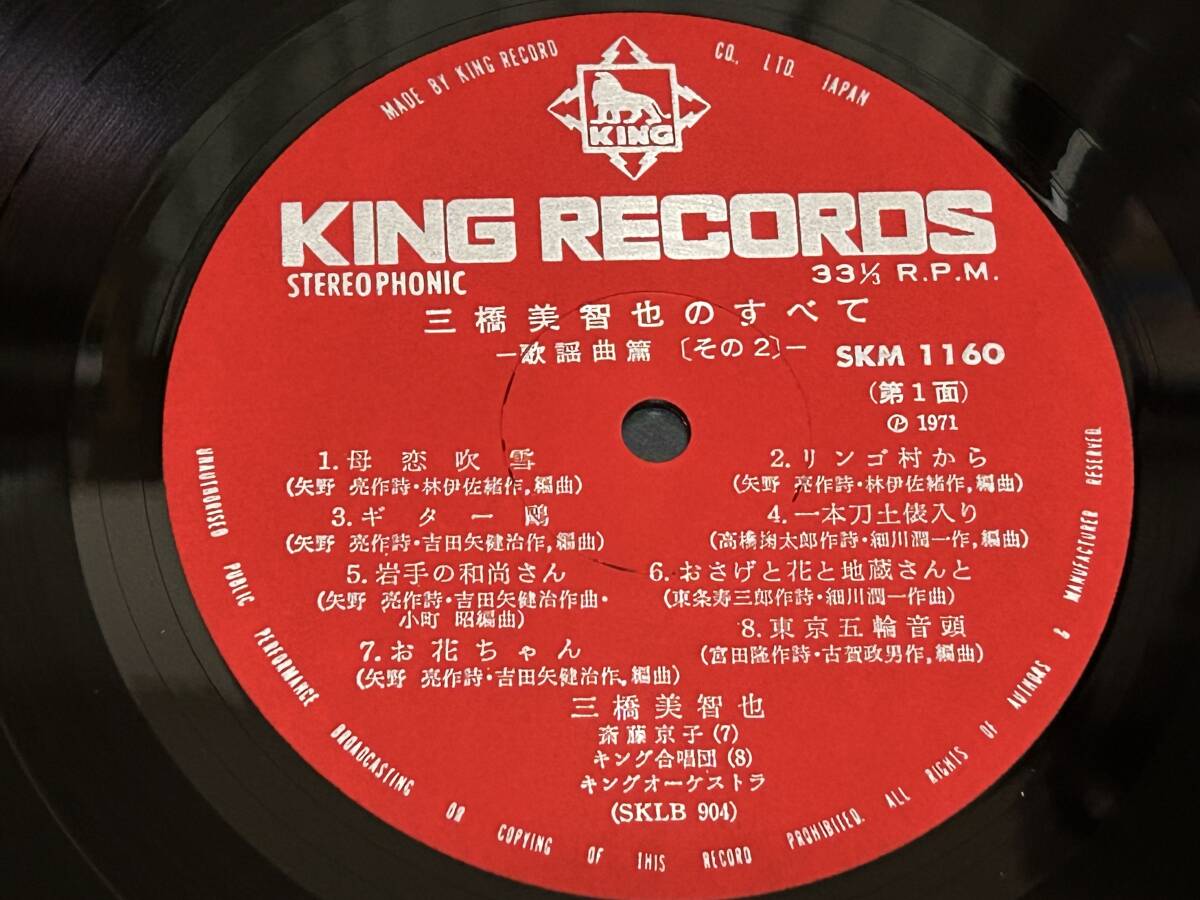 MADE BY KING RECORD CO., LTD. JAPAN
KING
KING RECORDS
STEREOPHONIC
33⅓ R.P.M.
三橋美智也のすべて
－歌謡曲篇〔その2〕－
SKM 1160
(第1面)
℗ 1971
1. 母恋吹雪
(矢野 亮作詩・林伊佐緒作,編曲)
2. リンゴ村から
(矢野 亮作詩・林伊佐緒作,編曲)
3. ギター鷗
(矢野 亮作詩・吉田矢健治作,編曲)
4. 一本刀土俵入り
(高橋掬太郎作詩・細川潤一作,編曲)
5. 岩手の和尚さん
(矢野 亮作詩・吉田矢健治作曲・
小町 昭編曲)
6. おさげと花と地蔵さんと
(東条寿三郎作詩・細川潤一作曲)
7. お花ちゃん
(矢野 亮作詩・吉田矢健治作,編曲)
8. 東京五輪音頭
(宮田隆作詩・古賀政男作,編曲)
三橋美智也
斎藤京子(7)
キング合唱団(8)
キングオーケストラ
(SKLB 904)
UNAUTHORISED PUBLIC PERFORMANCE BROADCASTING OR COPYING OF THIS RECORD PROHIBITED. ALL RIGHTS OF AUTHORS & MANUFACTURER RESERVED